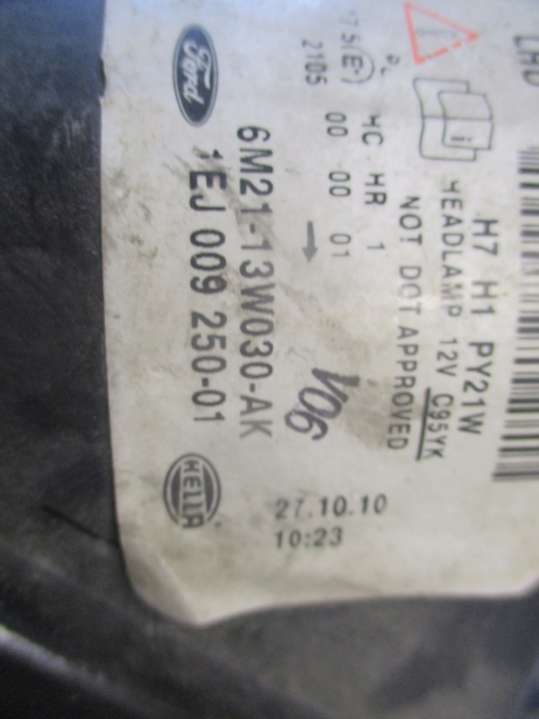 LHD
H7 H1 PY21W
HEADLAMP 12V C95YK
NOT DOT APPROVED
HC HR 1
00 00 01
2105
Ford
6M21-13W030-AK
1EJ 009 250-01
V06
HELLA
27.10.10
10:23